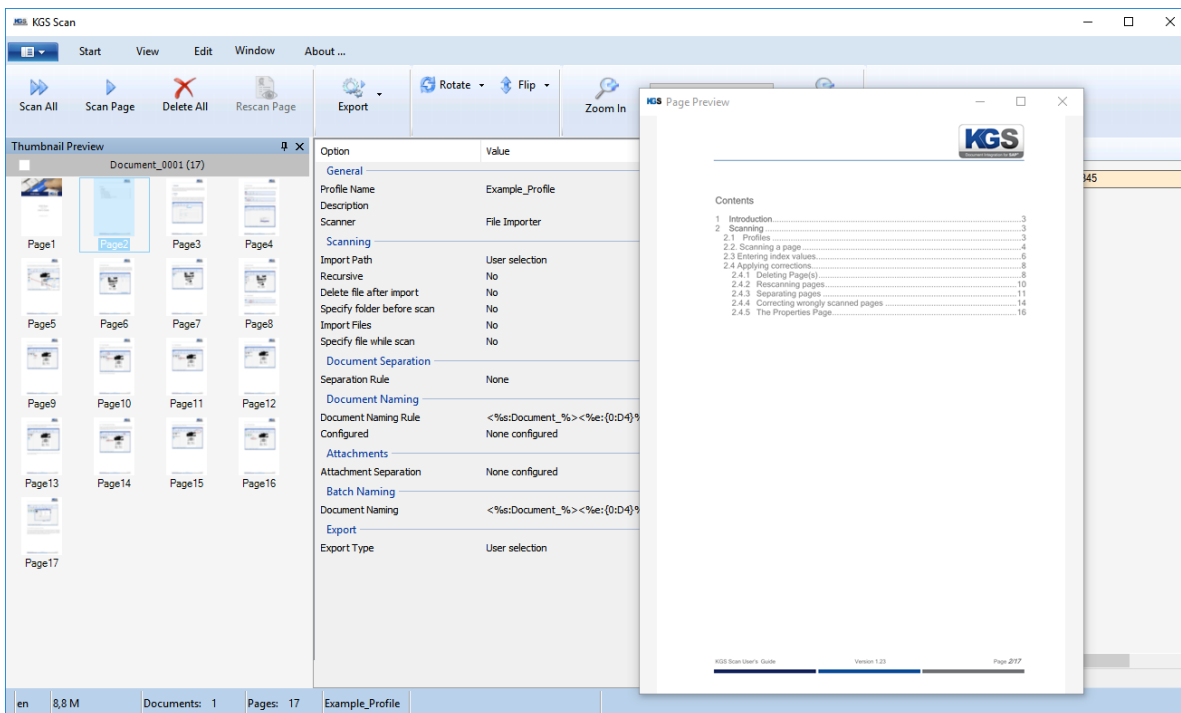 KGS KGS Scan
Start View Edit Window About ...
Scan All Scan Page Delete All Rescan Page Export Rotate Flip Zoom In
Thumbnail Preview
Document_0001 (17)
Page1 Page2 Page3 Page4
Page5 Page6 Page7 Page8
Page9 Page10 Page11 Page12
Page13 Page14 Page15 Page16
Page17
Option Value
General
Profile Name Example_Profile
Description
Scanner File Importer
Scanning
Import Path User selection
Recursive No
Delete file after import No
Specify folder before scan No
Import Files No
Specify file while scan No
Document Separation
Separation Rule None
Document Naming
Document Naming Rule <%s:Document_%><%e:{0:D4}%
Configured None configured
Attachments
Attachment Separation None configured
Batch Naming
Document Naming <%s:Document_%><%e:{0:D4}%
Export
Export Type User selection
KGS Page Preview
KGS
Document Integration for SAP
Contents
1 Introduction...3
2 Scanning...3
2.1 Profiles...3
2.2. Scanning a page...4
2.3 Entering index values...6
2.4 Applying corrections...8
2.4.1 Deleting Page(s)...8
2.4.2 Rescanning pages...10
2.4.3 Separating pages...11
2.4.4 Correcting wrongly scanned pages...14
2.4.5 The Properties Page...16
KGS Scan User's Guide Version 1.23 Page 2/17
345
en 8,8 M Documents: 1 Pages: 17 Example_Profile